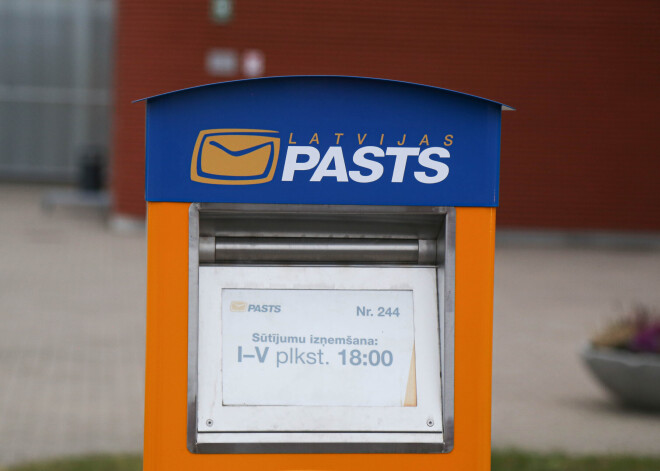 LATVIJAS
PASTS
PASTS Nr. 244
Sūtījumu izņemšana:
I–V plkst. 18:00